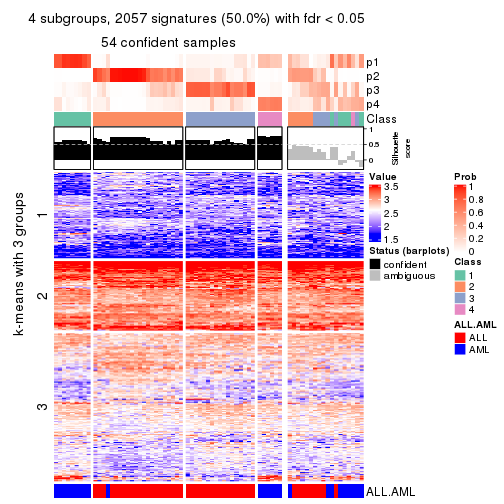 4 subgroups, 2057 signatures (50.0%) with fdr < 0.05
54 confident samples
p1
p2
p3
p4
Class
1
0.5
0
Silhouette
score
k-means with 3 groups
1
2
3
Value
3.5
3
2.5
2
1.5
Status (barplots)
confident
ambiguous
Prob
1
0.8
0.6
0.4
0.2
0
Class
1
2
3
4
ALL.AML
ALL
AML
ALL.AML